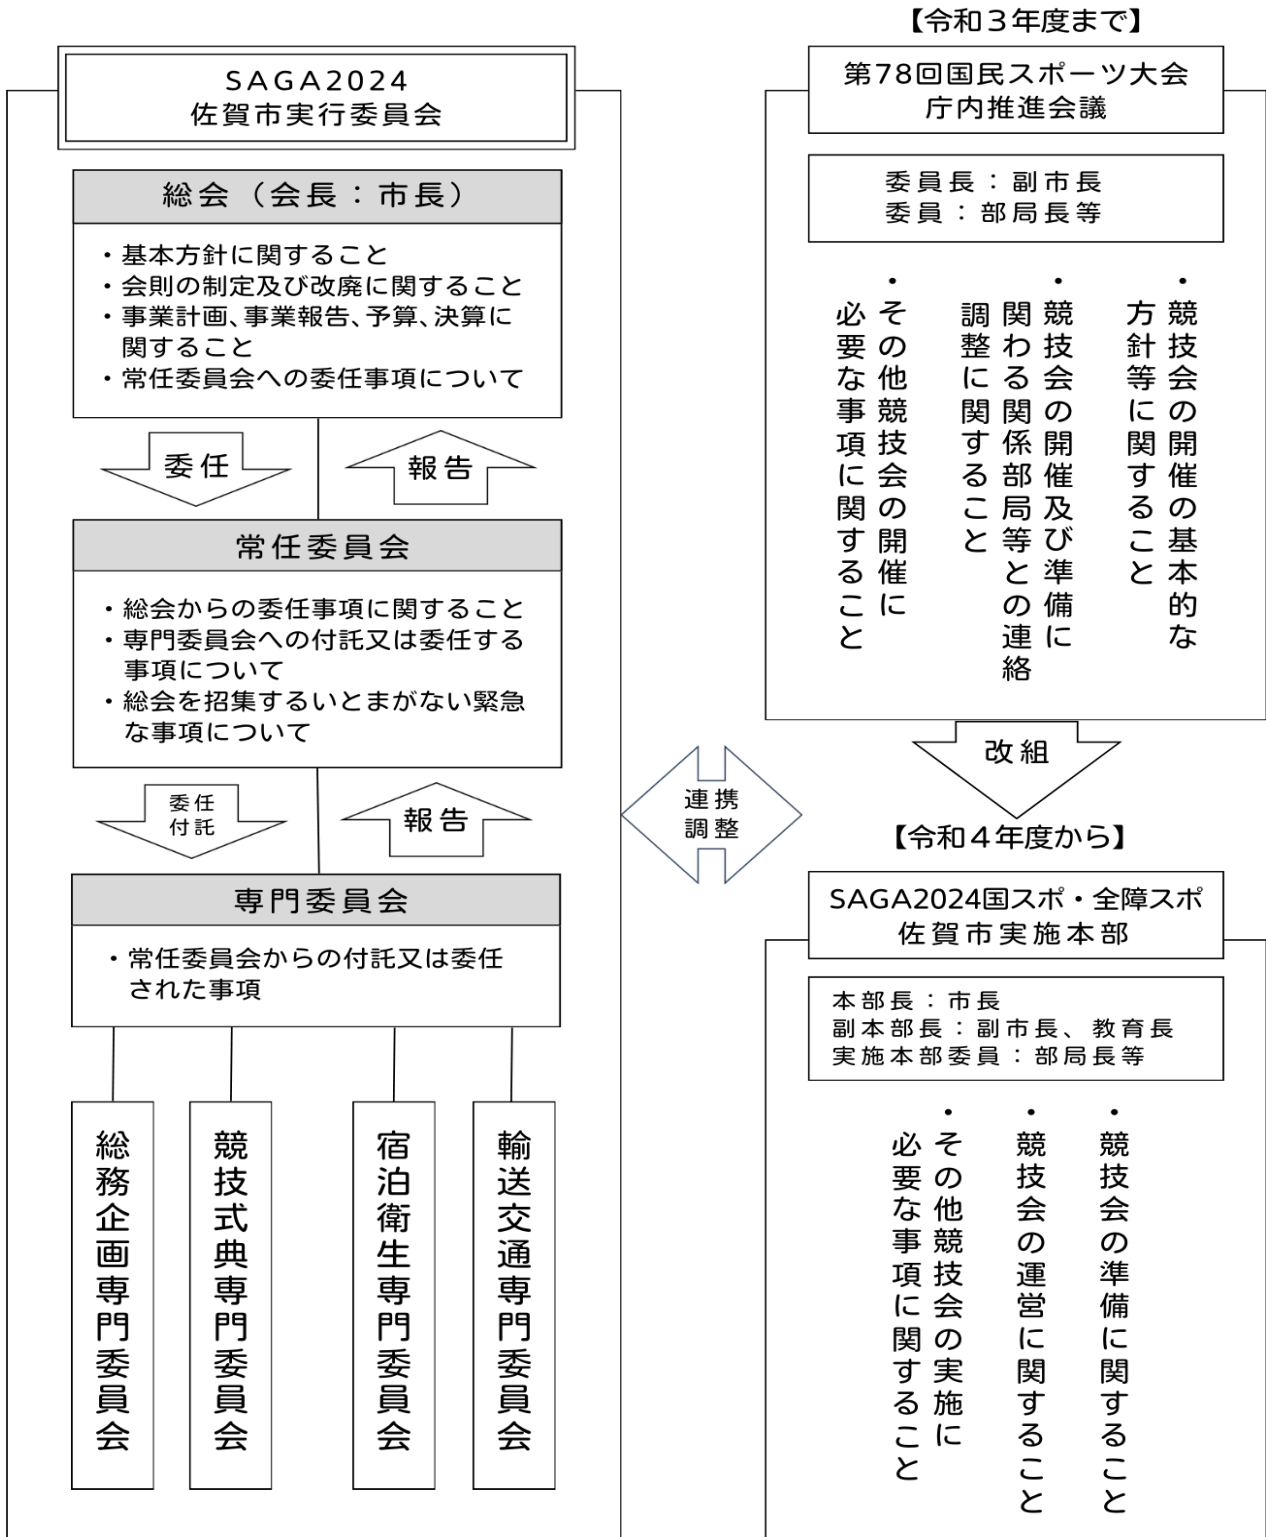 SAGA2024
佐賀市実行委員会
総会（会長：市長）
・基本方針に関すること
・会則の制定及び改廃に関すること
・事業計画、事業報告、予算、決算に
関すること
・常任委員会への委任事項について
委任
報告
常任委員会
・総会からの委任事項に関すること
・専門委員会への付託又は委任する
事項について
・総会を招集するいとまがない緊急
な事項について
委任
付託
報告
専門委員会
・常任委員会からの付託又は委任
された事項
総務企画専門委員会
競技式典専門委員会
宿泊衛生専門委員会
輸送交通専門委員会
連携
調整
【令和３年度まで】
第78回国民スポーツ大会
庁内推進会議
委員長：副市長
委員：部局長等
・競技会の開催の基本的な
方針等に関すること
・競技会の開催及び準備に
関わる関係部局等との連絡
調整に関すること
・その他競技会の開催に
必要な事項に関すること
改組
【令和４年度から】
SAGA2024国スポ・全障スポ
佐賀市実施本部
本部長：市長
副本部長：副市長、教育長
実施本部委員：部局長等
・競技会の準備に関すること
・競技会の運営に関すること
・その他競技会の実施に
必要な事項に関すること